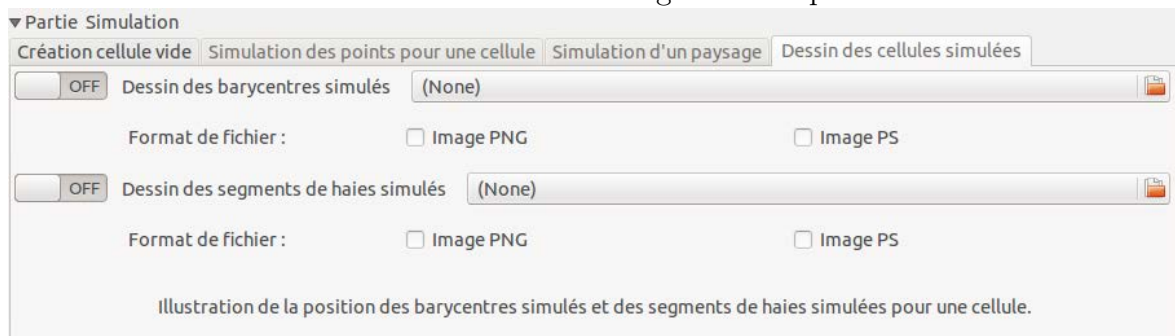 ▾ Partie Simulation
Création cellule vide Simulation des points pour une cellule Simulation d'un paysage Dessin des cellules simulées
OFF Dessin des barycentres simulés (None)
Format de fichier : Image PNG Image PS
OFF Dessin des segments de haies simulés (None)
Format de fichier : Image PNG Image PS
Illustration de la position des barycentres simulés et des segments de haies simulées pour une cellule.